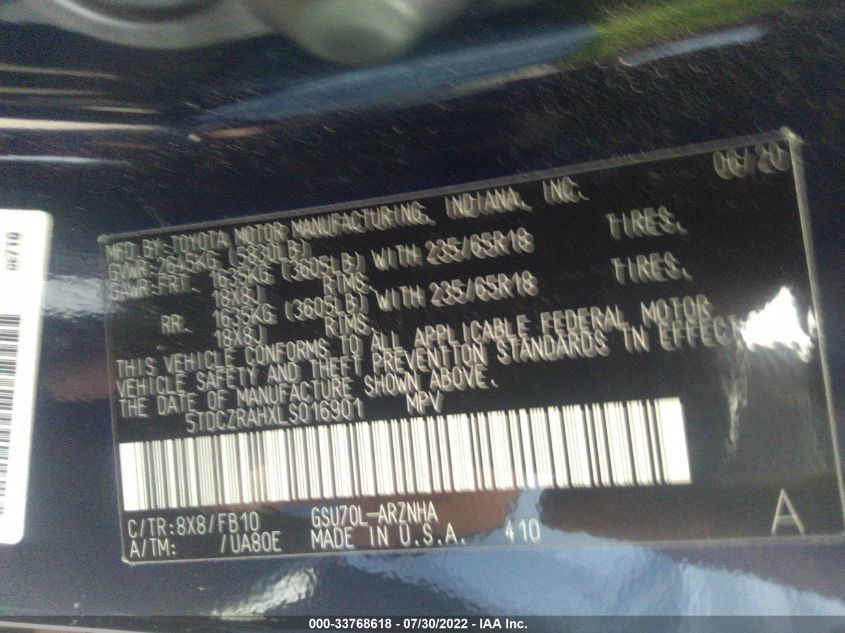 06/20
MFD.BY:TOYOTA MOTOR MANUFACTURING, INDIANA, INC.
GVWR:2645KG (5830LB)
GAWR:FRT. 1635KG (3605LB) WITH 235/65R18 TIRES.
18X8J RIMS.
RR. 1635KG (3605LB) WITH 235/65R18 TIRES.
18X8J RIMS.
THIS VEHICLE CONFORMS TO ALL APPLICABLE FEDERAL MOTOR
VEHICLE SAFETY AND THEFT PREVENTION STANDARDS IN EFFECT
THE DATE OF MANUFACTURE SHOWN ABOVE.
5TDCZRAHXLS016901 MPV
C/TR:8X8/FB10 GSU70L-ARZNHA
A/TM: /UA80E MADE IN U.S.A. 410 A
000-33768618 - 07/30/2022 - IAA Inc.